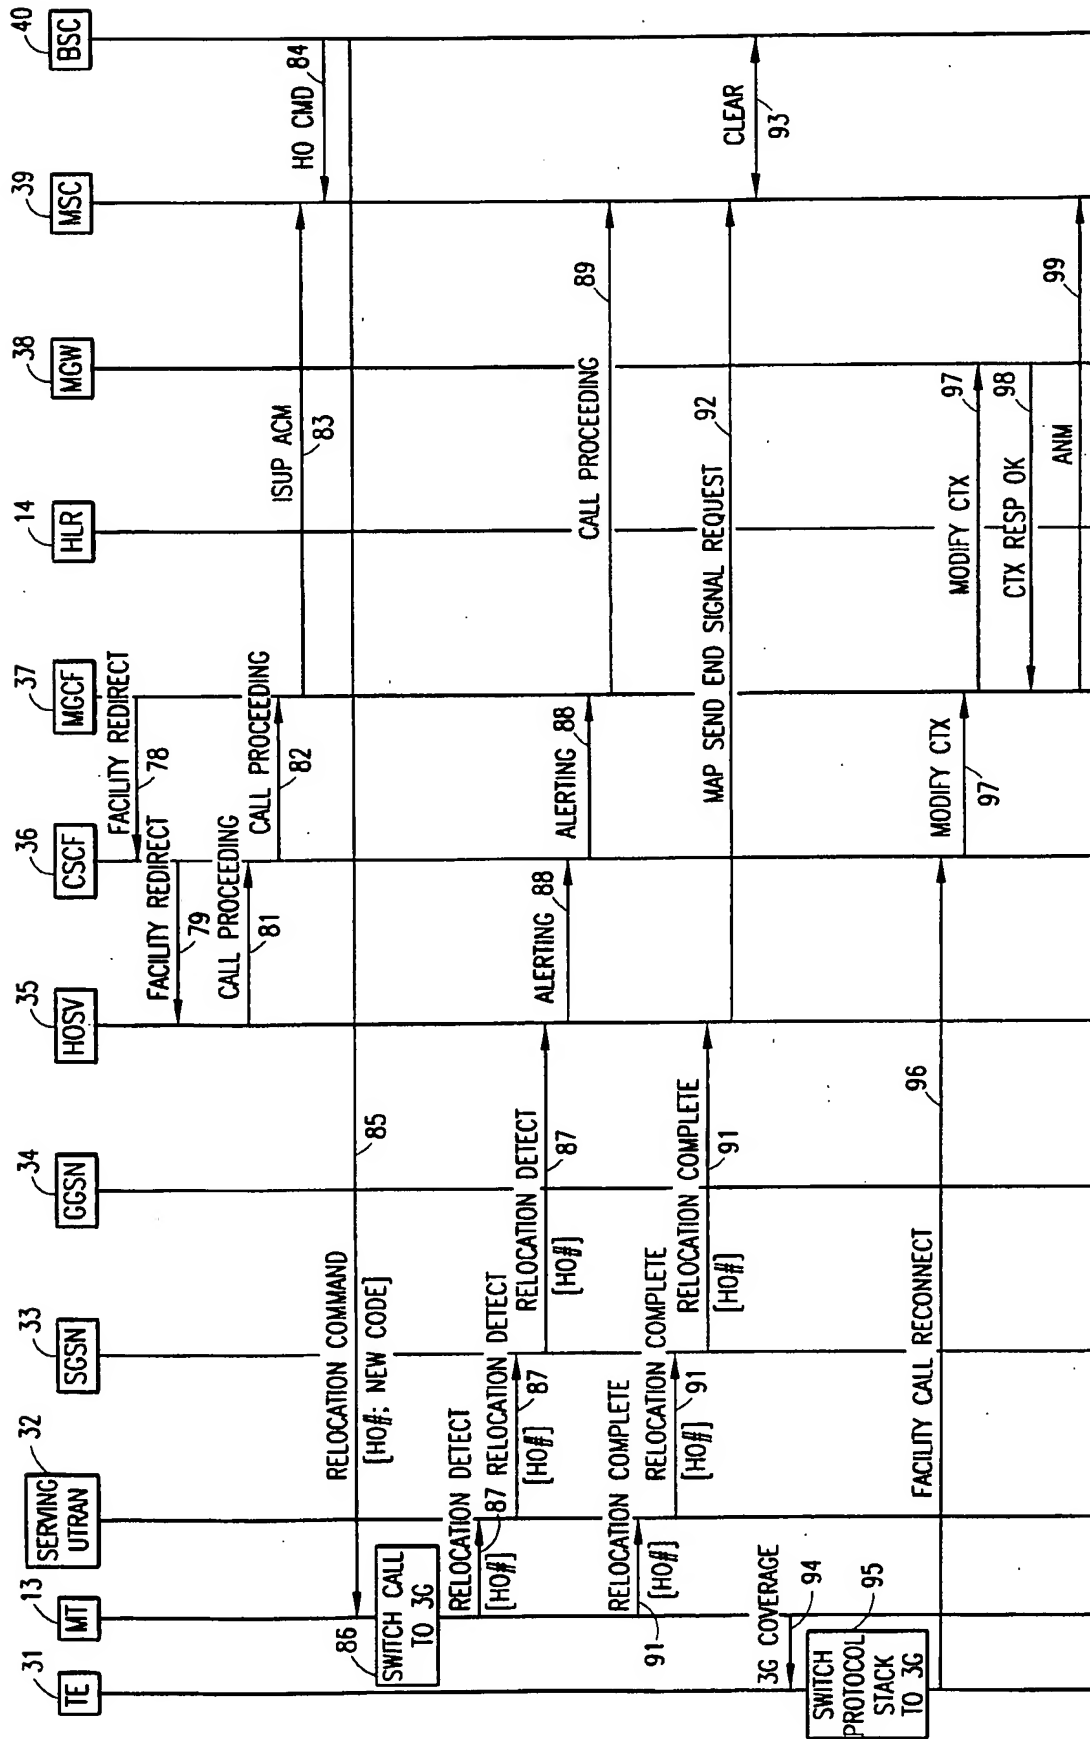 31
TE
13
MT
32
SERVING
UTRAN
33
SGSN
34
GGSN
35
HOSV
36
CSCF
37
MGCF
14
HLR
38
MGW
39
MSC
40
BSC
FACILITY REDIRECT
78
FACILITY REDIRECT
79
CALL PROCEEDING
81
CALL PROCEEDING
82
ISUP ACM
83
HO CMD
84
RELOCATION COMMAND
85
[HO#; NEW CODE]
86
SWITCH CALL
TO 3G
RELOCATION DETECT
87
[HO#]
RELOCATION DETECT
87
[HO#]
RELOCATION DETECT
87
[HO#]
ALERTING
88
ALERTING
88
CALL PROCEEDING
89
RELOCATION COMPLETE
91
[HO#]
RELOCATION COMPLETE
91
[HO#]
RELOCATION COMPLETE
91
[HO#]
MAP SEND END SIGNAL REQUEST
92
CLEAR
93
3G COVERAGE
94
95
SWITCH
PROTOCOL
STACK
TO 3G
FACILITY CALL RECONNECT
96
MODIFY CTX
97
MODIFY CTX
97
CTX RESP OK
98
ANM
99